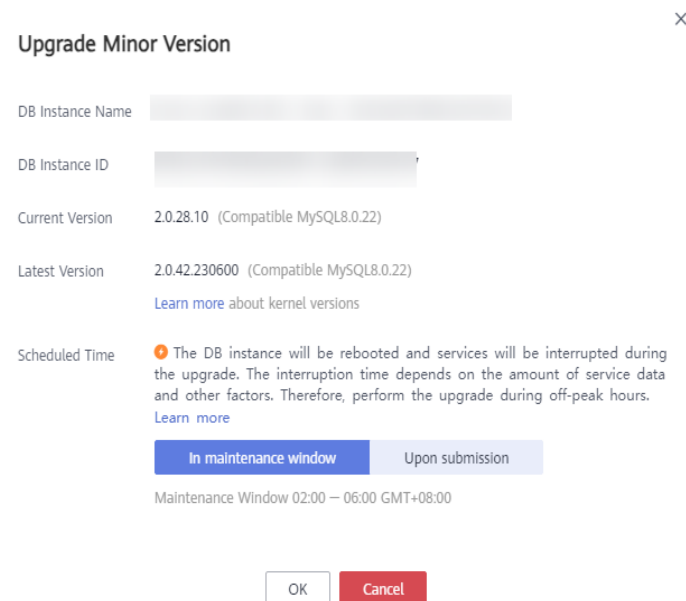 Upgrade Minor Version
DB Instance Name
DB Instance ID
Current Version 2.0.28.10 (Compatible MySQL8.0.22)
Latest Version 2.0.42.230600 (Compatible MySQL8.0.22)
Learn more about kernel versions
Scheduled Time The DB instance will be rebooted and services will be interrupted during
the upgrade. The interruption time depends on the amount of service data
and other factors. Therefore, perform the upgrade during off-peak hours.
Learn more
In maintenance window Upon submission
Maintenance Window 02:00 — 06:00 GMT+08:00
OK Cancel